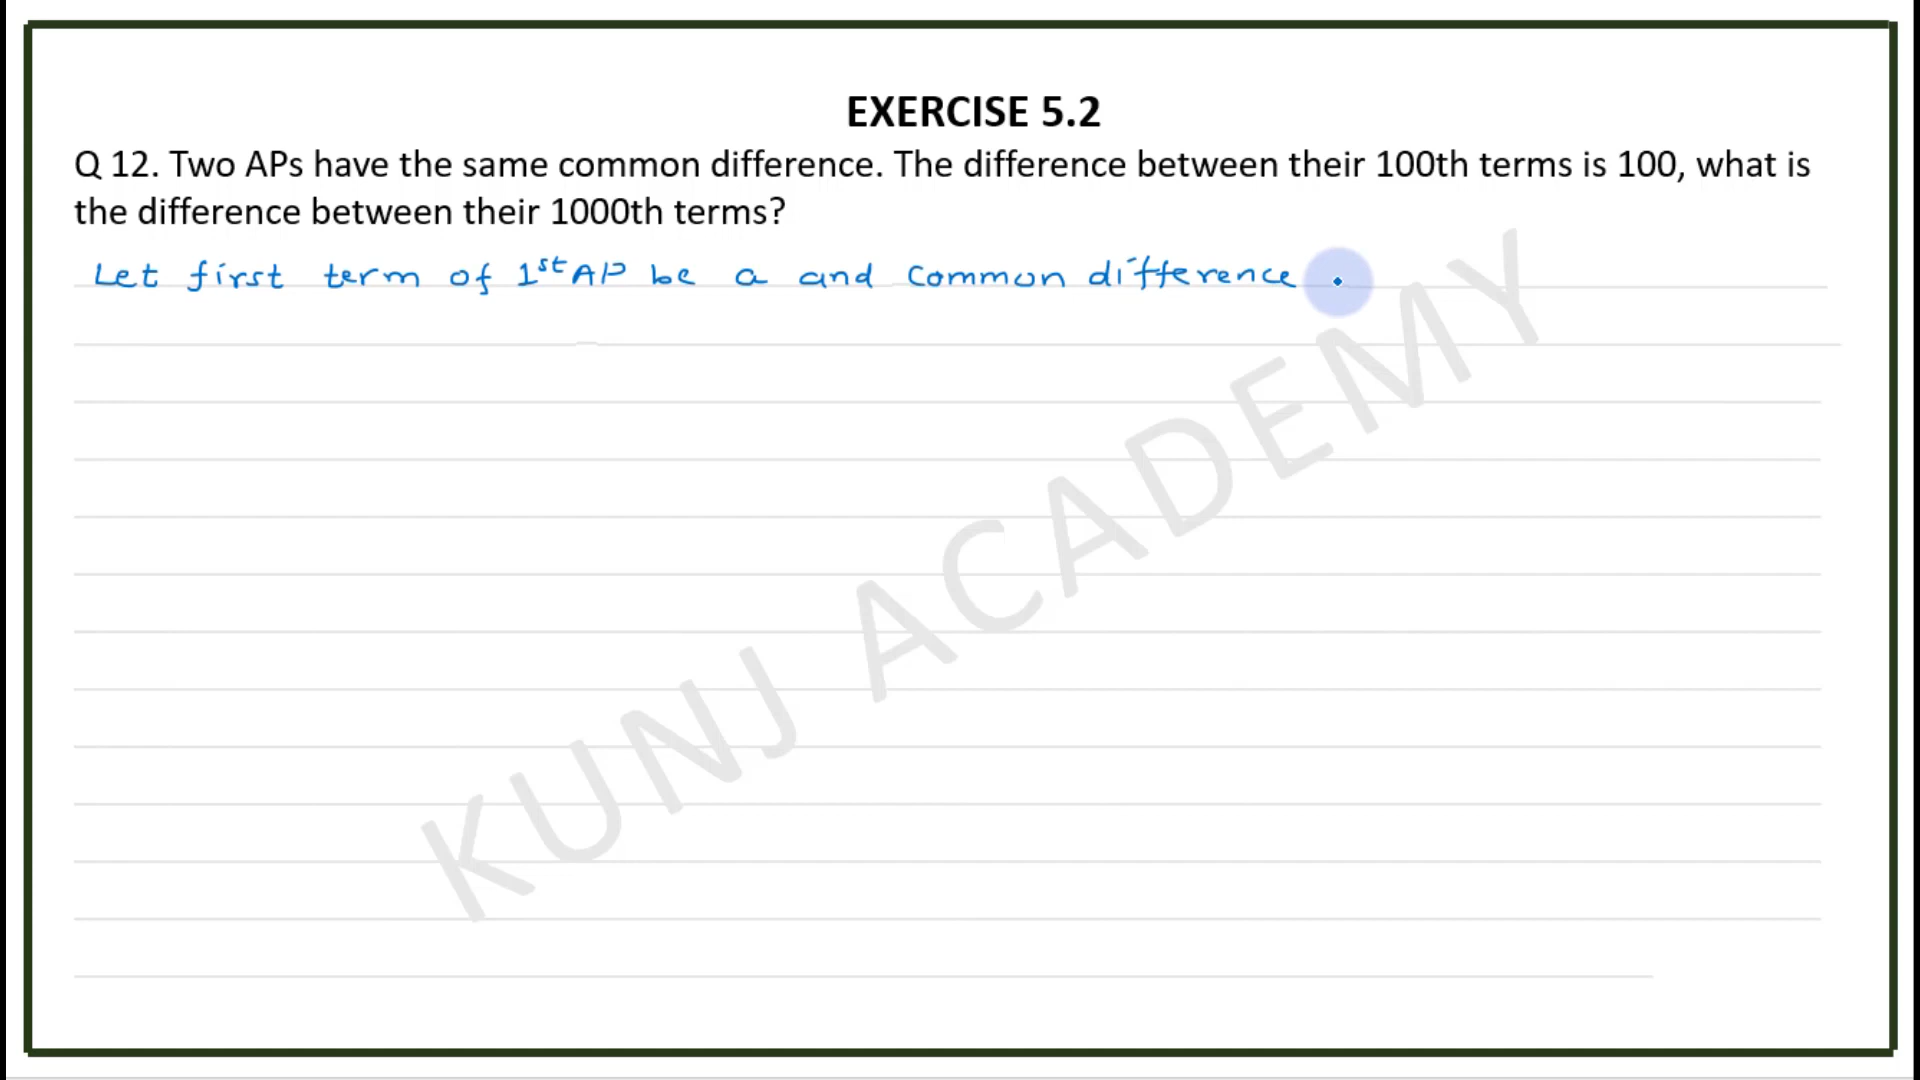 EXERCISE 5.2
Q 12. Two APs have the same common difference. The difference between their 100th terms is 100, what is
the difference between their 1000th terms?
Let first term of 1st AP be a and Common difference
KUNJ ACADEMY